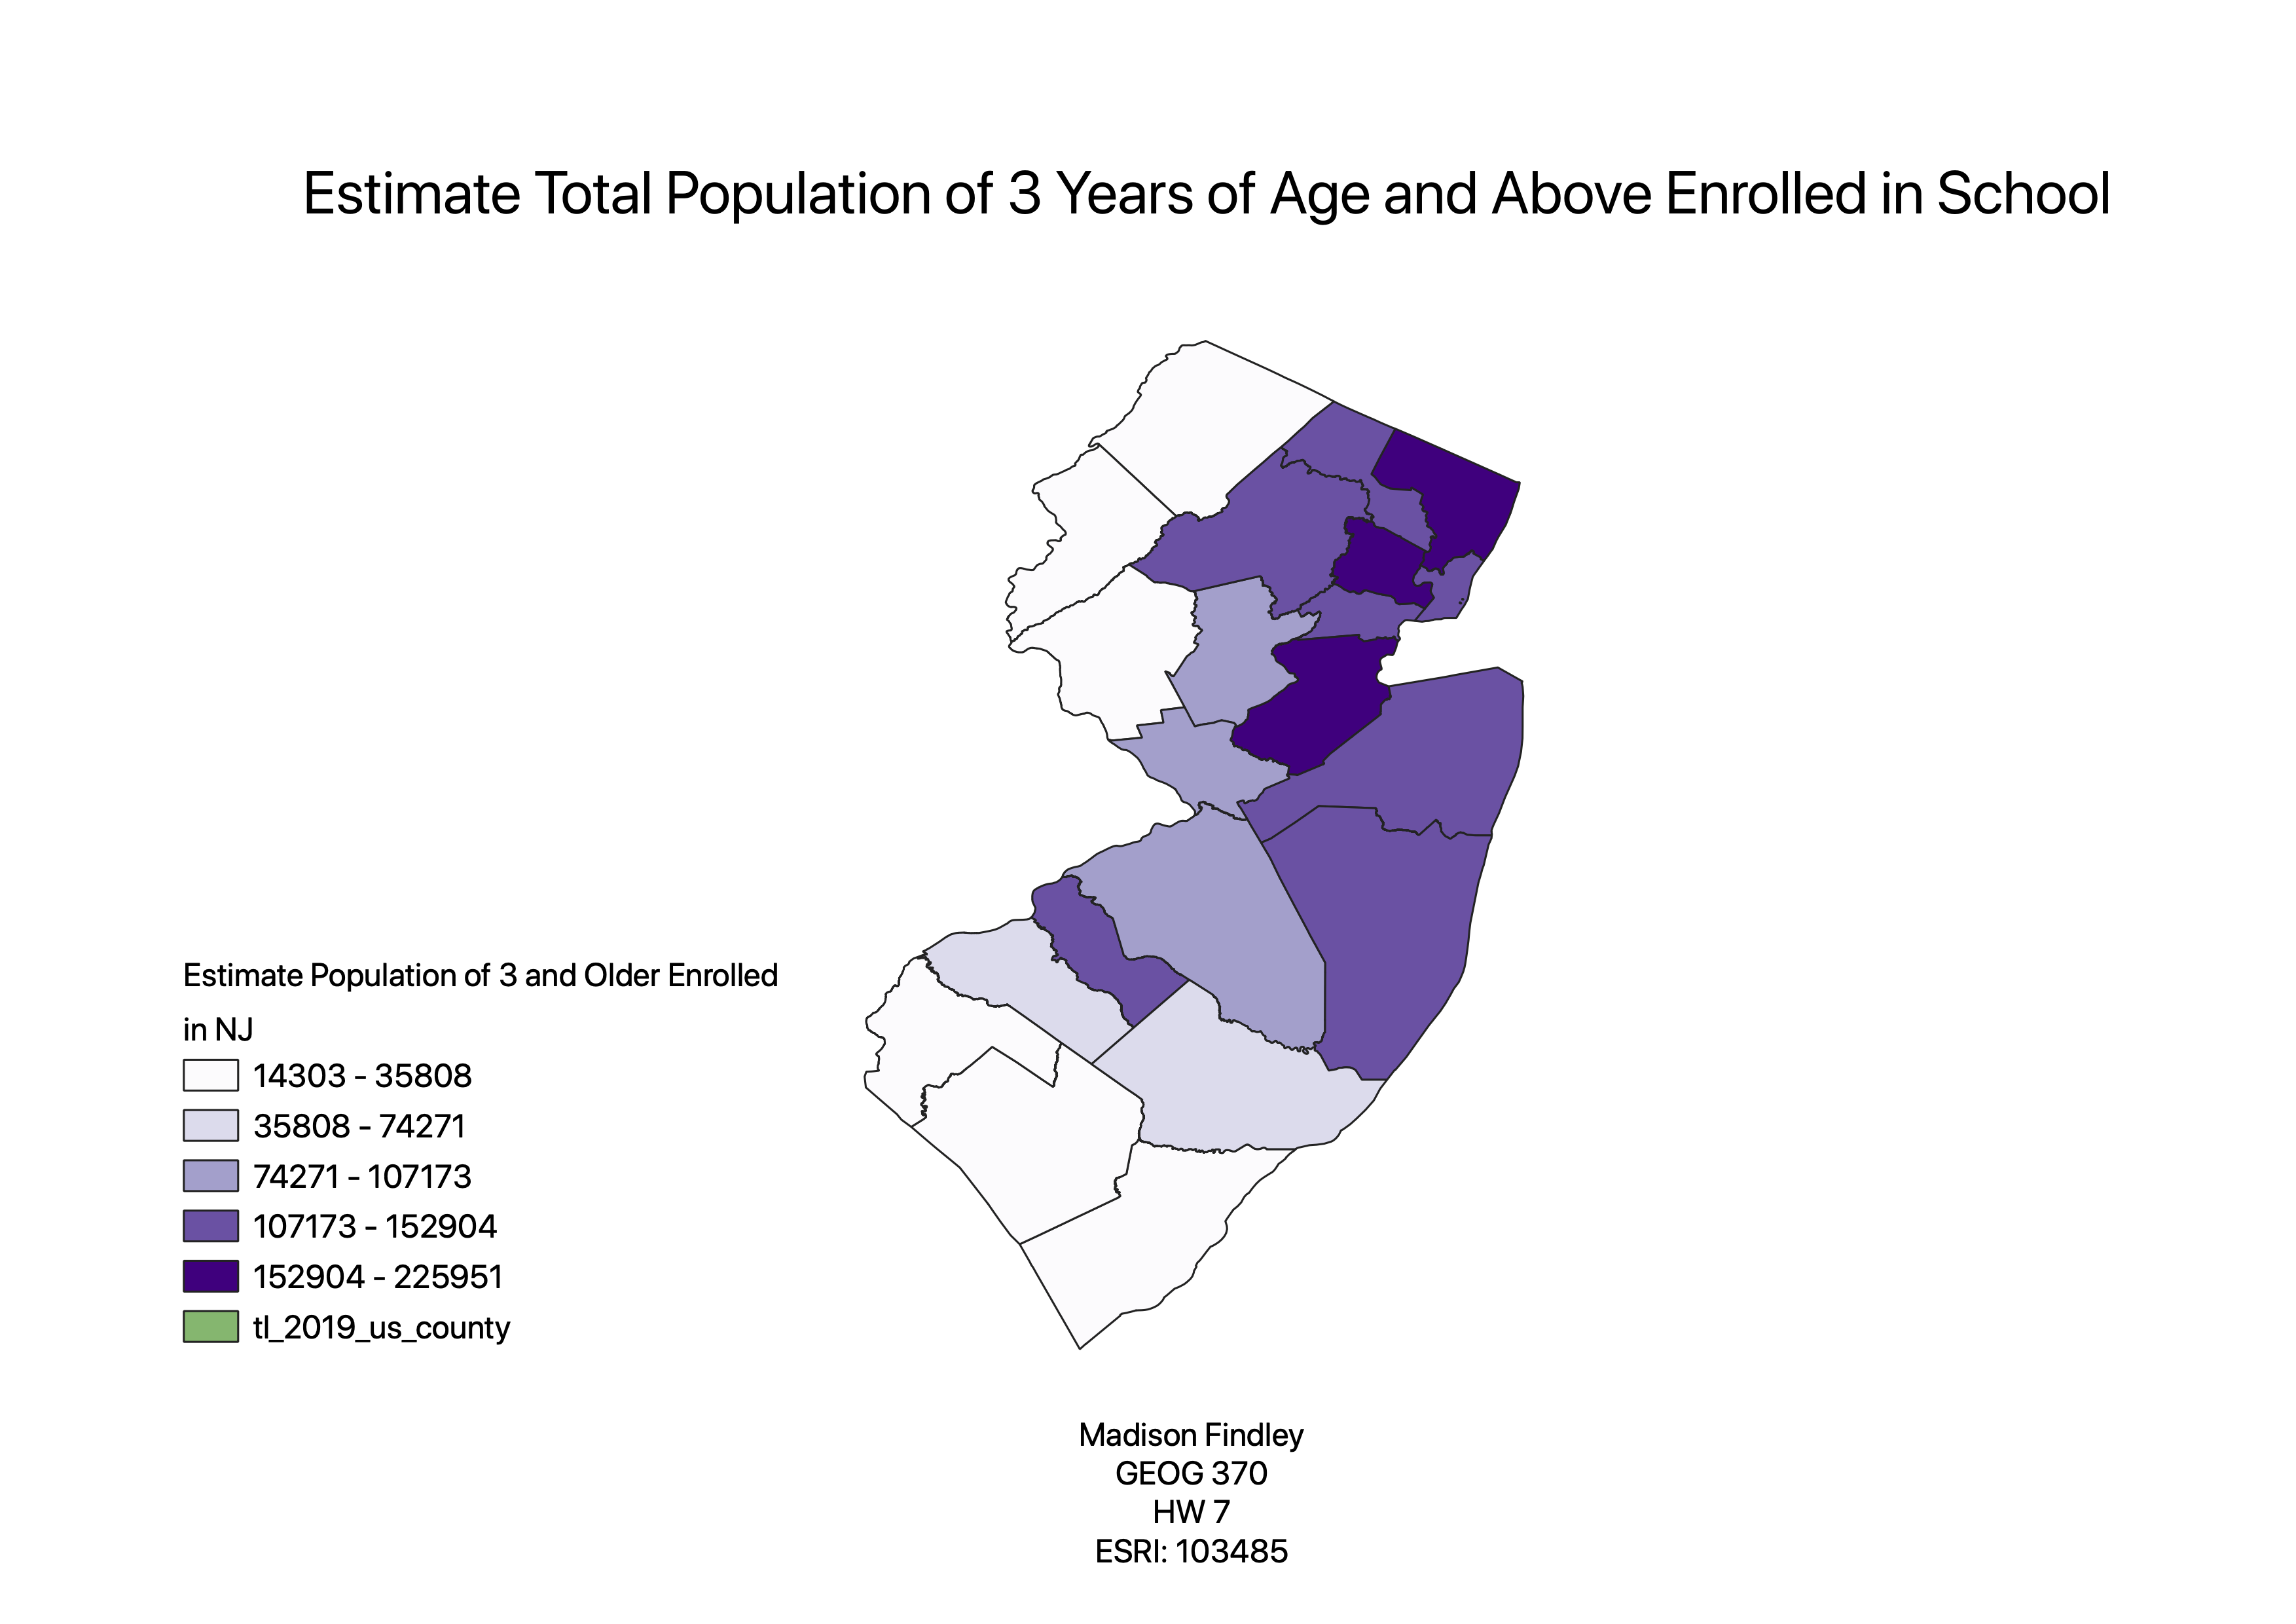 Estimate Total Population of 3 Years of Age and Above Enrolled in School
Estimate Population of 3 and Older Enrolled
in NJ
14303 - 35808
35808 - 74271
74271 - 107173
107173 - 152904
152904 - 225951
tl_2019_us_county
Madison Findley
GEOG 370
HW 7
ESRI: 103485